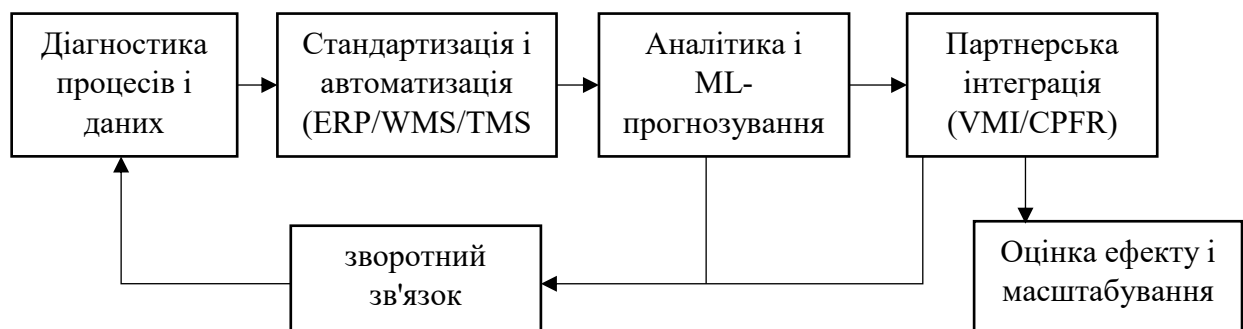 Діагностика
процесів і
даних
Стандартизація і
автоматизація
(ERP/WMS/TMS
Аналітика і
ML-
прогнозування
Партнерська
інтеграція
(VMI/CPFR)
зворотний
зв'язок
Оцінка ефекту і
масштабування